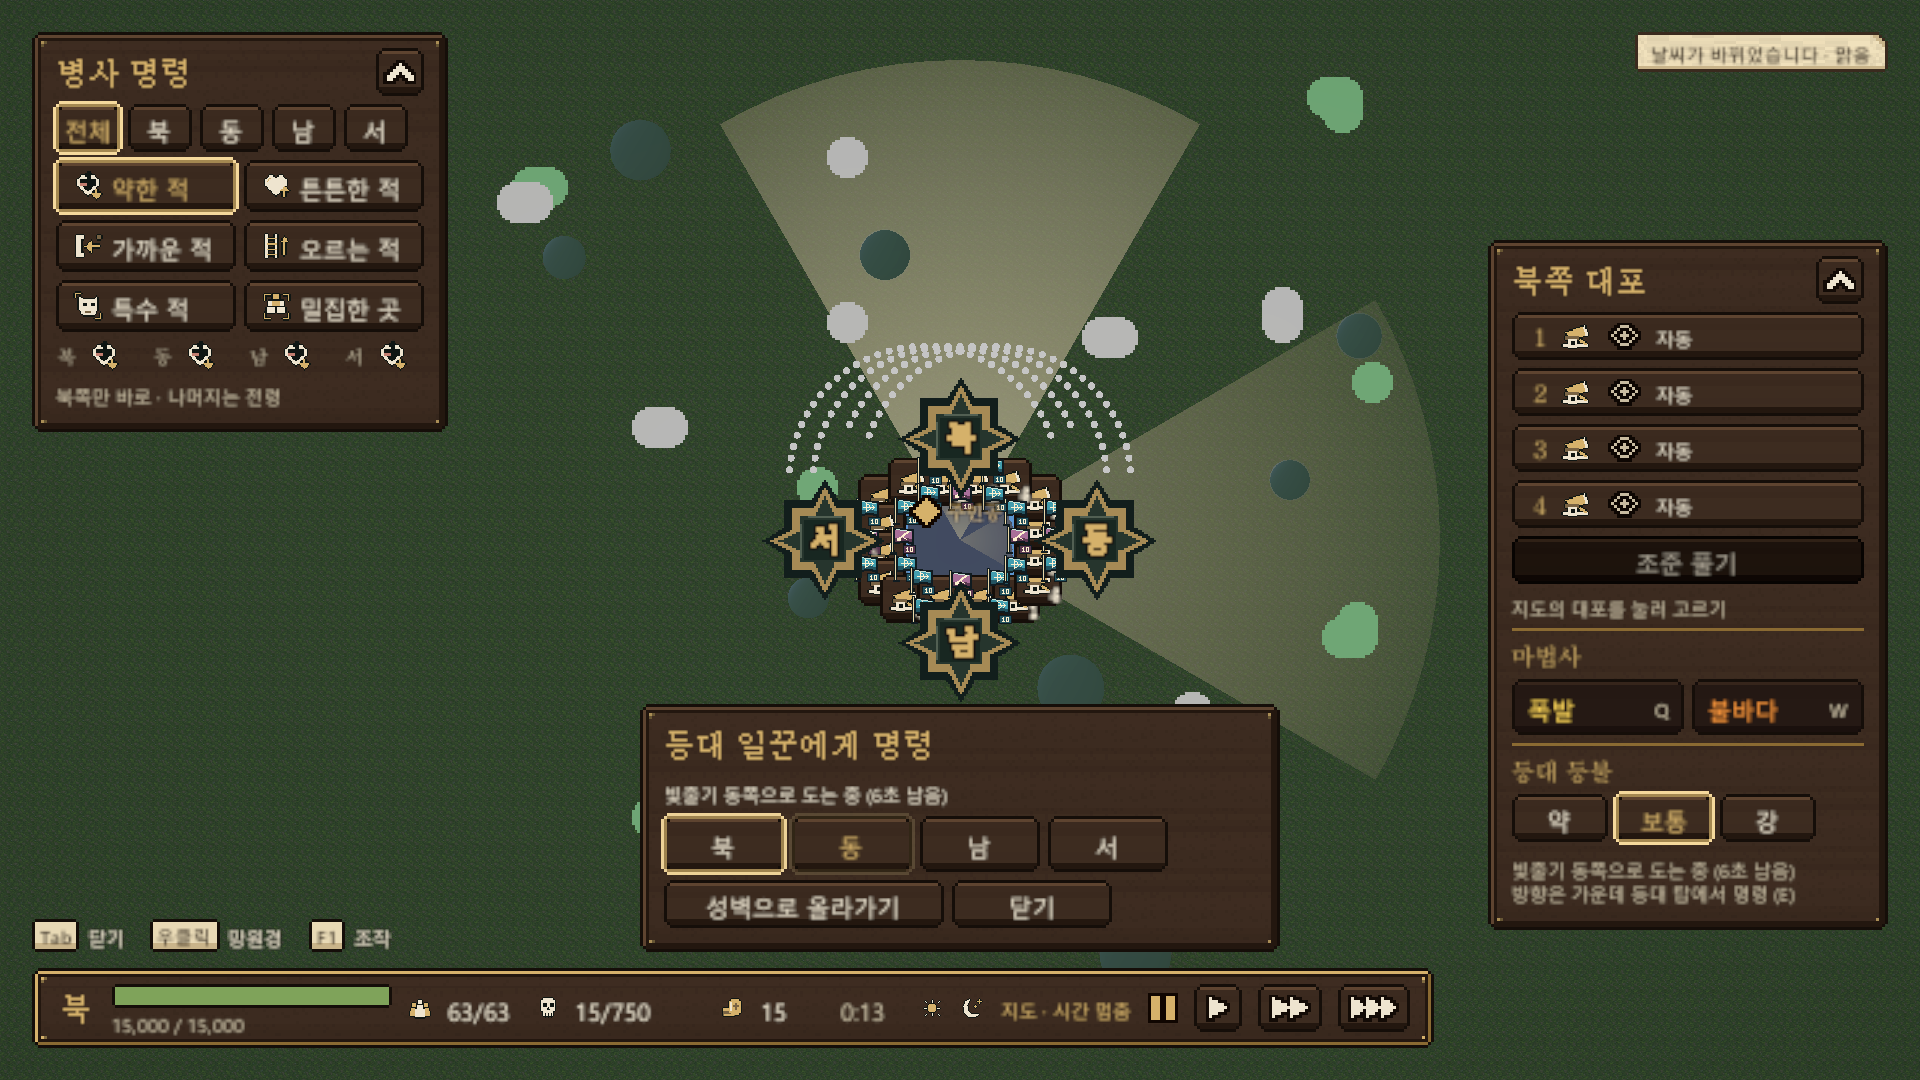 병사 명령
전체 북 동 남 서
약한 적 튼튼한 적
가까운 적 오르는 적
특수 적 밀집한 곳
북 동 남 서
북쪽만 바로 · 나머지는 전령
날씨가 바뀌었습니다 · 맑음
북
서
동
남
북쪽 대포
1 자동
2 자동
3 자동
4 자동
조준 풀기
지도의 대포를 눌러 고르기
마법사
폭발 Q 불바다 W
등대 등불
약 보통 강
빛줄기 동쪽으로 도는 중 (6초 남음)
방향은 가운데 등대 탑에서 명령 (E)
등대 일꾼에게 명령
빛줄기 동쪽으로 도는 중 (6초 남음)
북 동 남 서
성벽으로 올라가기 닫기
Tab 닫기 우클릭 망원경 F1 조작
북 15,000 / 15,000 63/63 15/750 15 0:13 지도 · 시간 멈춤